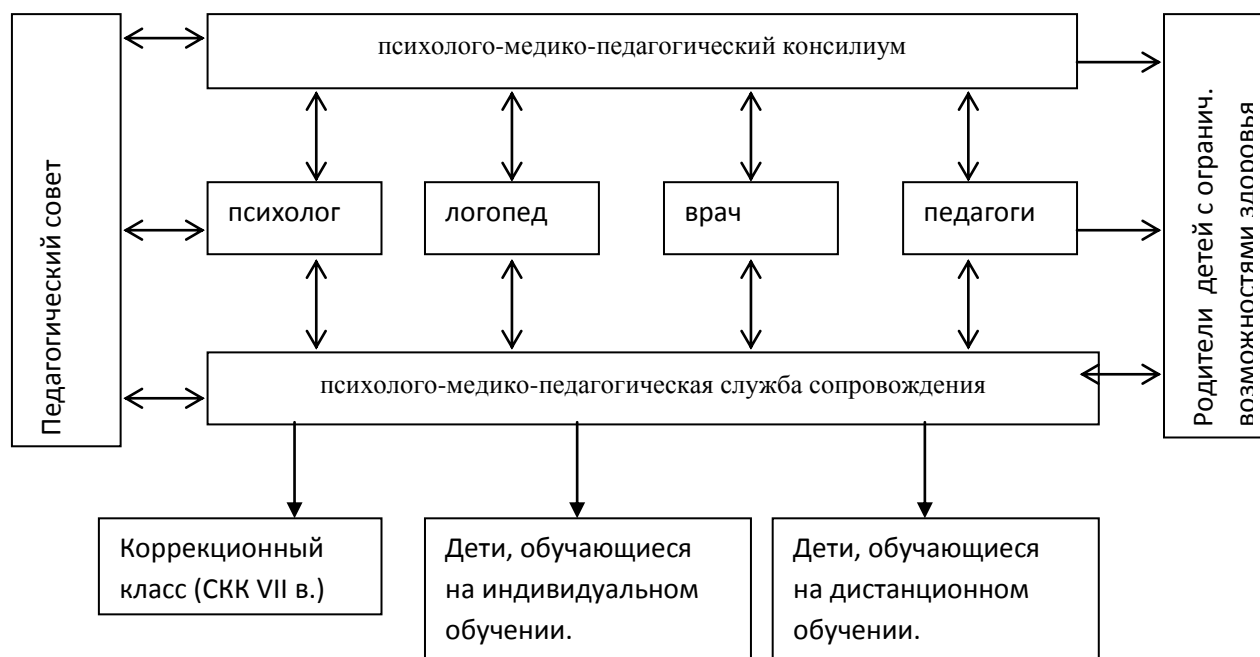 психолого-медико-педагогический консилиум
Педагогический совет
психолог
логопед
врач
педагоги
Родители детей с огранич.
возможностями здоровья
психолого-медико-педагогическая служба сопровождения
Коррекционный
класс (СКК VII в.)
Дети, обучающиеся
на индивидуальном
обучении.
Дети, обучающиеся
на дистанционном
обучении.